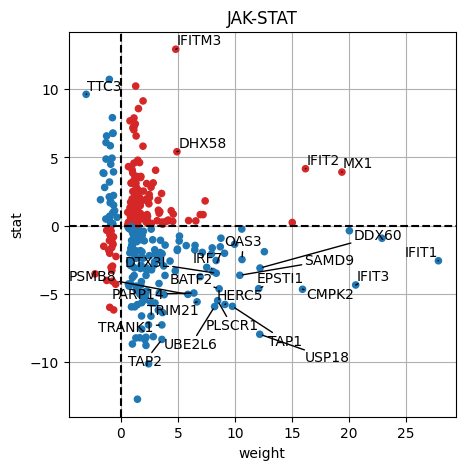 JAK-STAT
IFITM3
TTC3
DHX58
IFIT2
MX1
DDX60
OAS3
IFIT1
SAMD9
IRF7
DTX3L
PSMB8
BATF2
EPSTI1
IFIT3
PARP14
HERC5
CMPK2
TRIM21
PLSCR1
TRANK1
UBE2L6
TAP1
TAP2
USP18
stat
10
5
0
−5
−10
0
5
10
15
20
25
weight